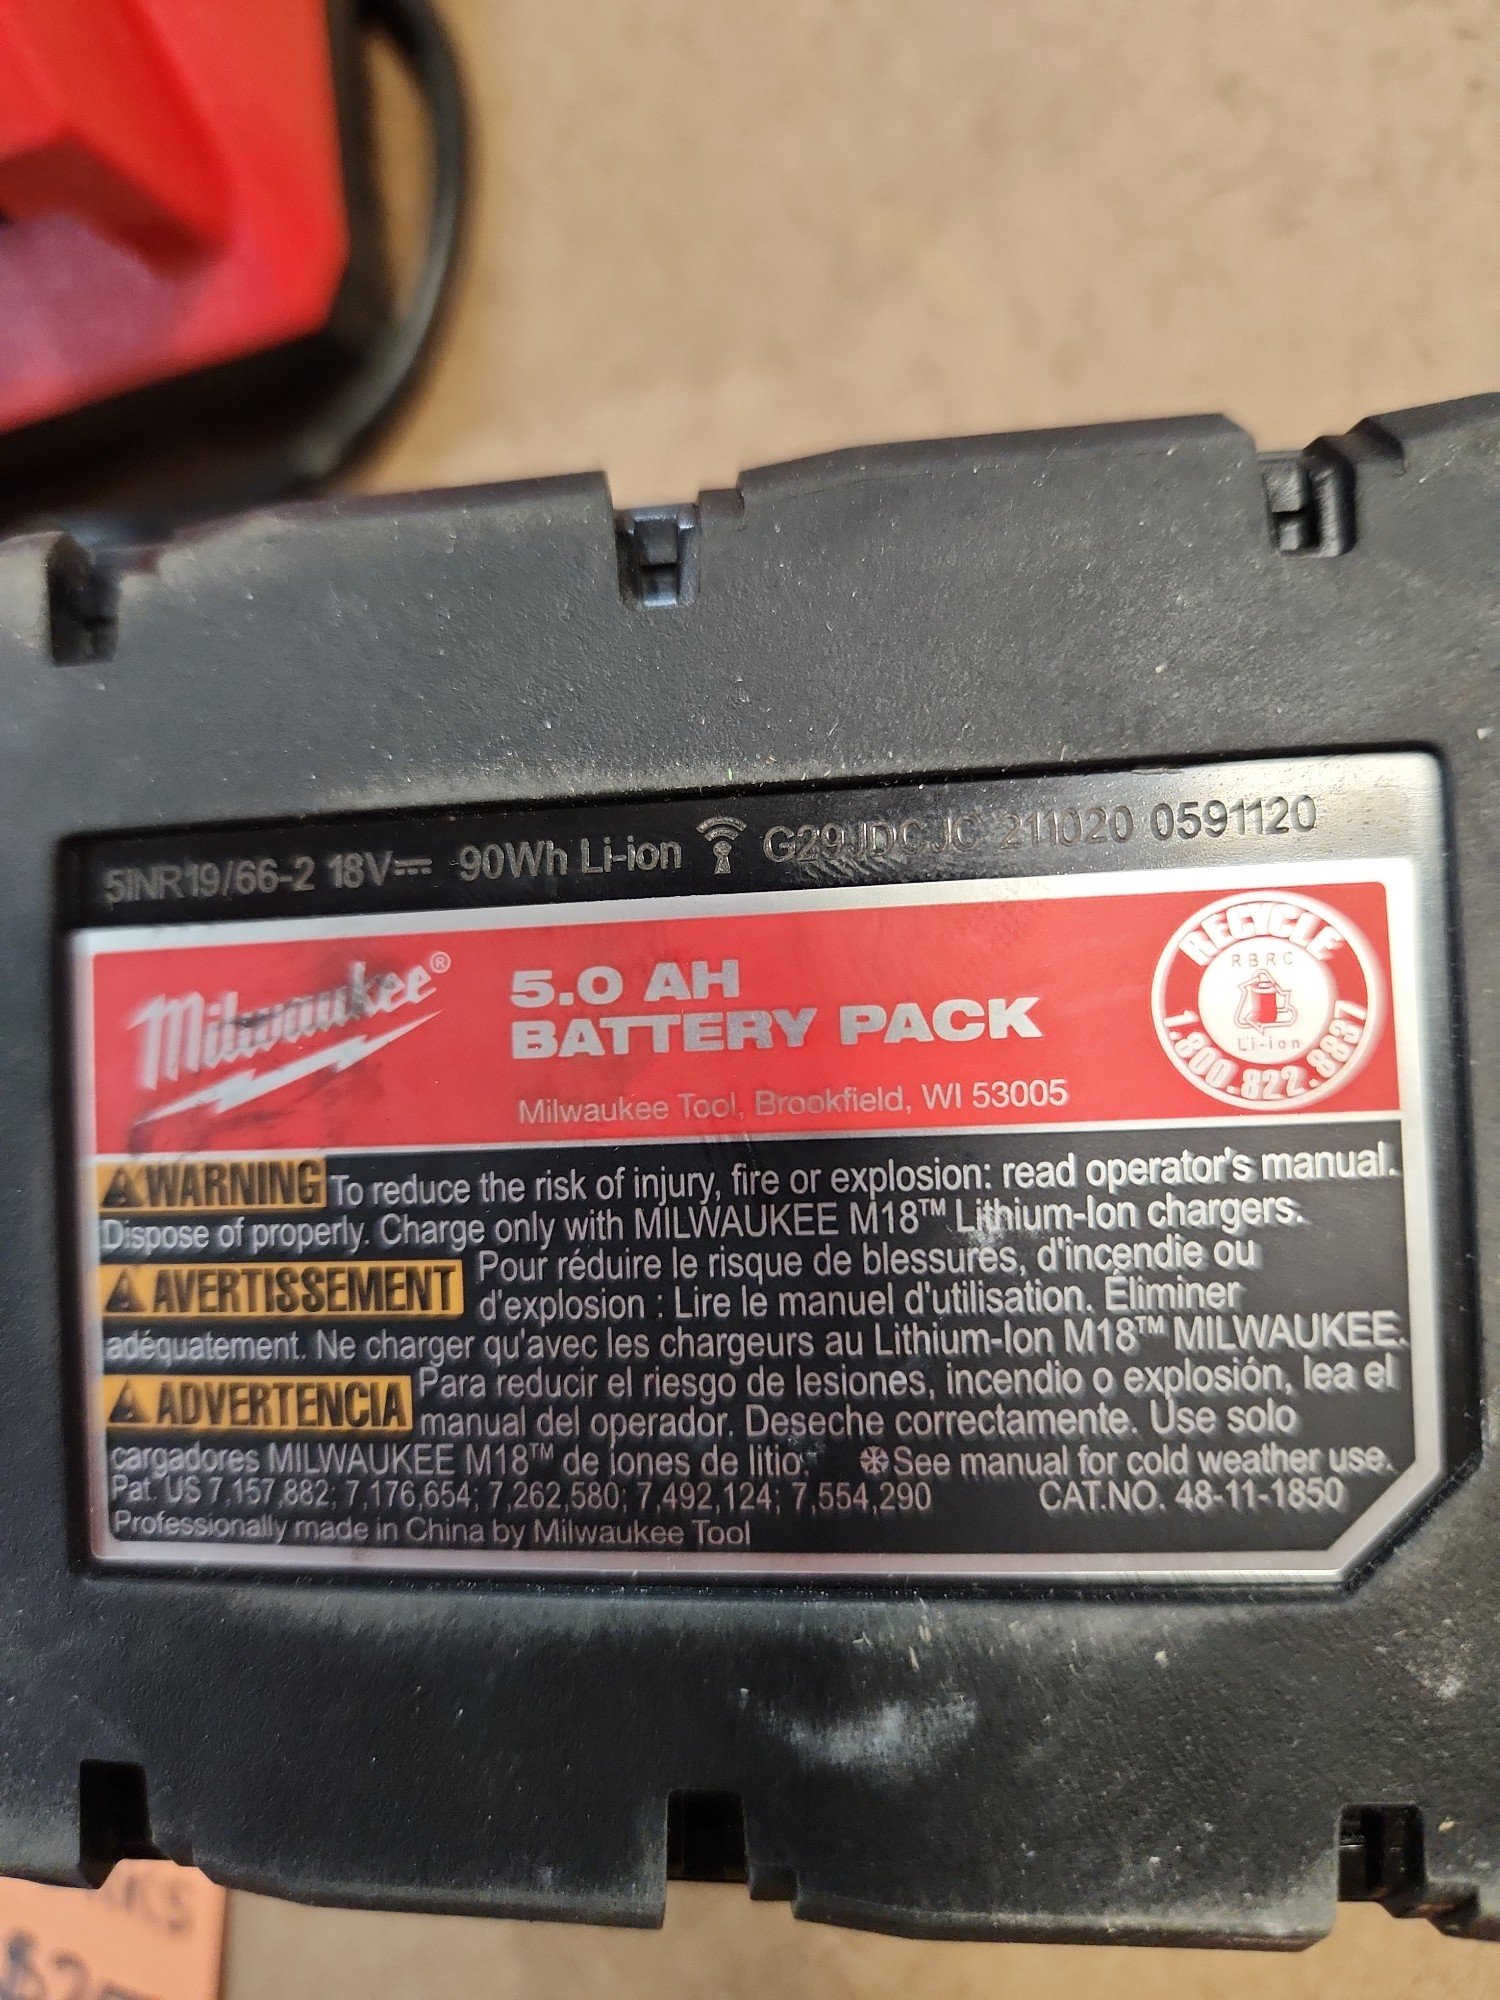 5INR19/66-2 18V⎓ 90Wh Li-ion G29JDCJC 211020 0591120
Milwaukee®
5.0 AH
BATTERY PACK
Milwaukee Tool, Brookfield, WI 53005
RECYCLE
RBRC
Li-ion
1.800.822.8837
WARNING To reduce the risk of injury, fire or explosion: read operator's manual.
Dispose of properly. Charge only with MILWAUKEE M18™ Lithium-Ion chargers.
AVERTISSEMENT Pour réduire le risque de blessures, d'incendie ou
d'explosion : Lire le manuel d'utilisation. Éliminer
adéquatement. Ne charger qu'avec les chargeurs au Lithium-Ion M18™ MILWAUKEE.
ADVERTENCIA Para reducir el riesgo de lesiones, incendio o explosión, lea el
manual del operador. Deseche correctamente. Use solo
cargadores MILWAUKEE M18™ de iones de litio. See manual for cold weather use.
Pat. US 7,157,882; 7,176,654; 7,262,580; 7,492,124; 7,554,290 CAT.NO. 48-11-1850
Professionally made in China by Milwaukee Tool